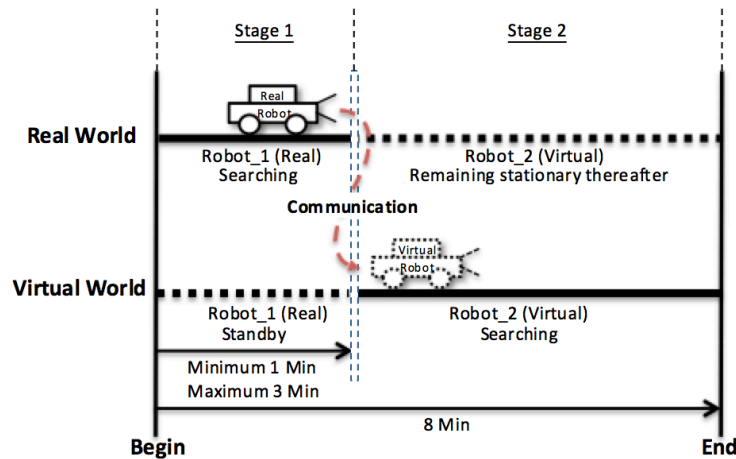 Stage 1
Stage 2
Real
Robot
Real World
Robot_1 (Real)
Searching
Robot_2 (Virtual)
Remaining stationary thereafter
Communication
Virtual
Robot
Virtual World
Robot_1 (Real)
Standby
Robot_2 (Virtual)
Searching
Minimum 1 Min
Maximum 3 Min
8 Min
Begin
End